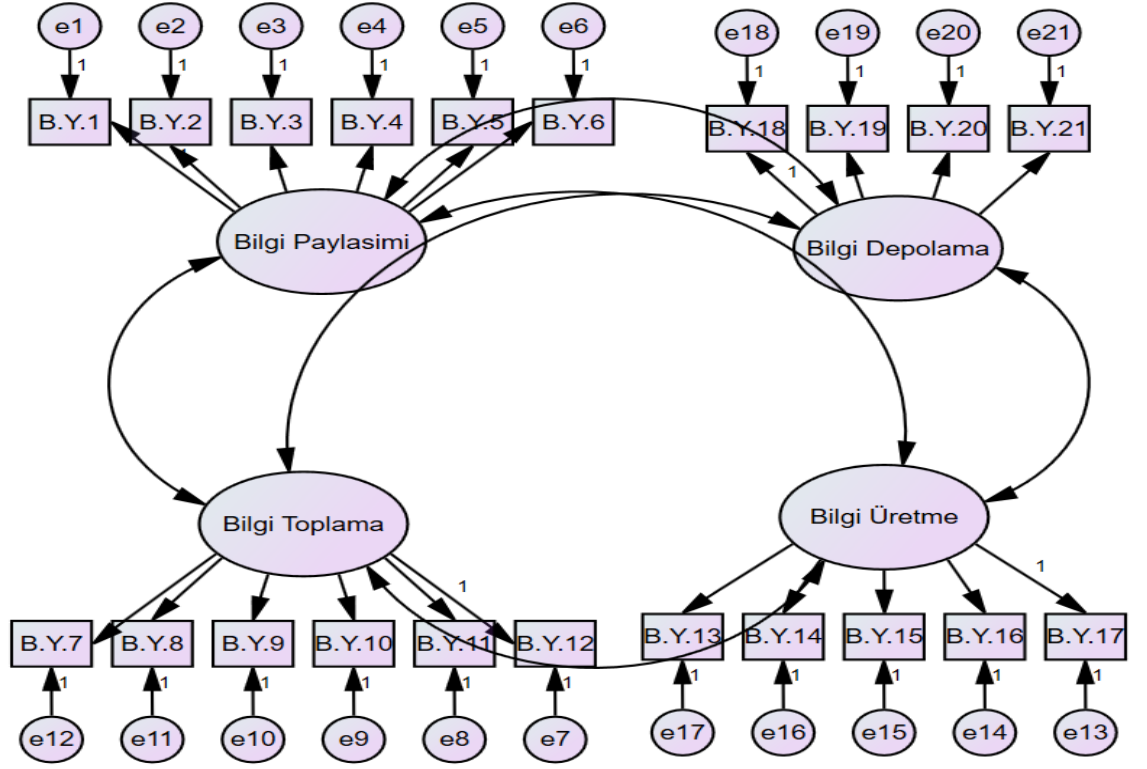 e1 e2 e3 e4 e5 e6 e18 e19 e20 e21
1 1 1 1 1 1 1 1 1 1
B.Y.1 B.Y.2 B.Y.3 B.Y.4 B.Y.5 B.Y.6 B.Y.18 B.Y.19 B.Y.20 B.Y.21
1 1
Bilgi Paylasimi Bilgi Depolama
Bilgi Toplama Bilgi Üretme
1 1
B.Y.7 B.Y.8 B.Y.9 B.Y.10 B.Y.11 B.Y.12 B.Y.13 B.Y.14 B.Y.15 B.Y.16 B.Y.17
1 1 1 1 1 1 1 1 1 1 1
e12 e11 e10 e9 e8 e7 e17 e16 e15 e14 e13